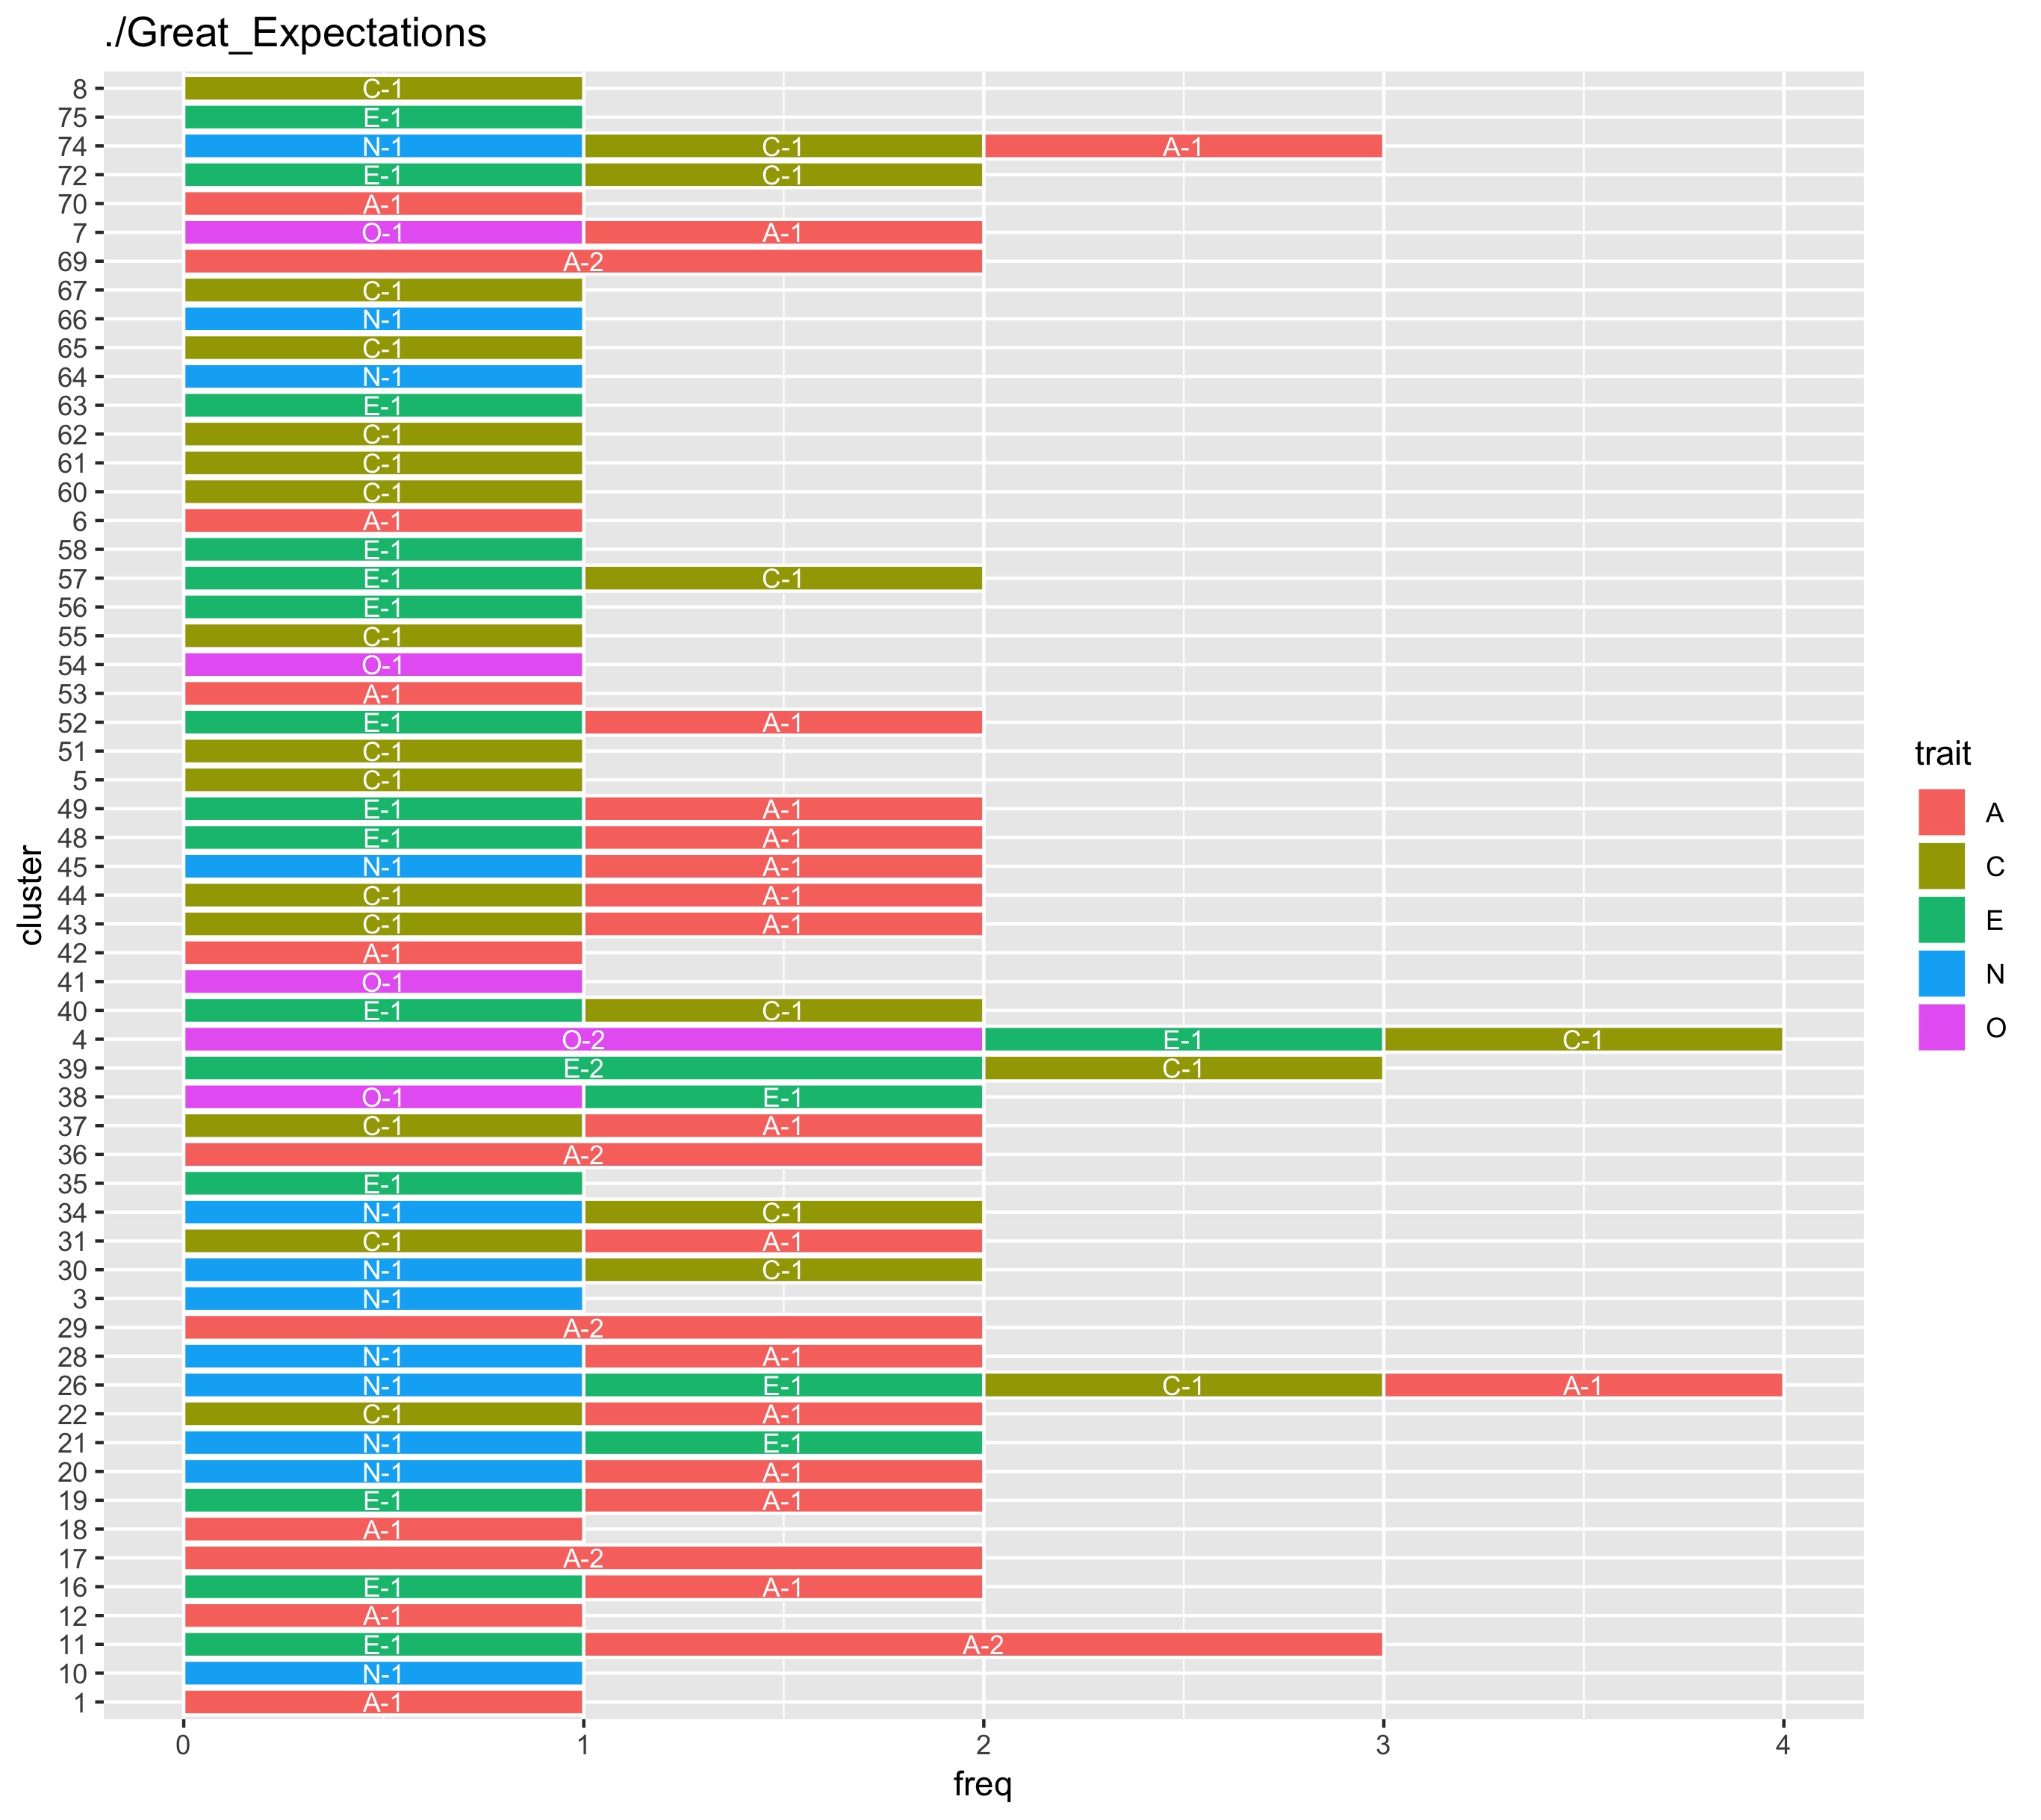 ./Great_Expectations
8 C-1
75 E-1
74 N-1 C-1 A-1
72 E-1 C-1
70 A-1
7 O-1 A-1
69 A-2
67 C-1
66 N-1
65 C-1
64 N-1
63 E-1
62 C-1
61 C-1
60 C-1
6 A-1
58 E-1
57 E-1 C-1
56 E-1
55 C-1
54 O-1
53 A-1
52 E-1 A-1
51 C-1
5 C-1
49 E-1 A-1
48 E-1 A-1
45 N-1 A-1
44 C-1 A-1
43 C-1 A-1
42 A-1
41 O-1
40 E-1 C-1
4 O-2 E-1 C-1
39 E-2 C-1
38 O-1 E-1
37 C-1 A-1
36 A-2
35 E-1
34 N-1 C-1
31 C-1 A-1
30 N-1 C-1
3 N-1
29 A-2
28 N-1 A-1
26 N-1 E-1 C-1 A-1
22 C-1 A-1
21 N-1 E-1
20 N-1 A-1
19 E-1 A-1
18 A-1
17 A-2
16 E-1 A-1
12 A-1
11 E-1 A-2
10 N-1
1 A-1
0 1 2 3 4
freq
cluster
trait
A
C
E
N
O